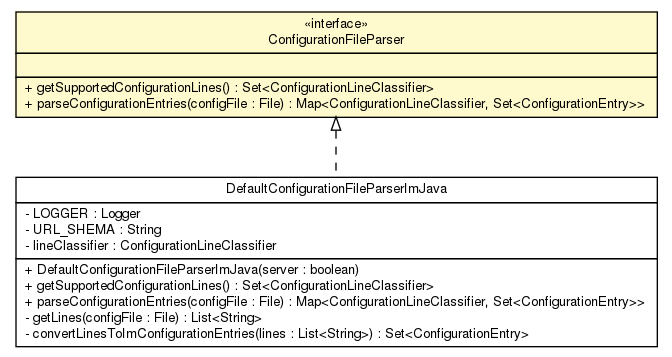 «interface»
ConfigurationFileParser
+ getSupportedConfigurationLines() : Set<ConfigurationLineClassifier>
+ parseConfigurationEntries(configFile : File) : Map<ConfigurationLineClassifier, Set<ConfigurationEntry>>
DefaultConfigurationFileParserImJava
- LOGGER : Logger
- URL_SHEMA : String
- lineClassifier : ConfigurationLineClassifier
+ DefaultConfigurationFileParserImJava(server : boolean)
+ getSupportedConfigurationLines() : Set<ConfigurationLineClassifier>
+ parseConfigurationEntries(configFile : File) : Map<ConfigurationLineClassifier, Set<ConfigurationEntry>>
- getLines(configFile : File) : List<String>
- convertLinesToImConfigurationEntries(lines : List<String>) : Set<ConfigurationEntry>